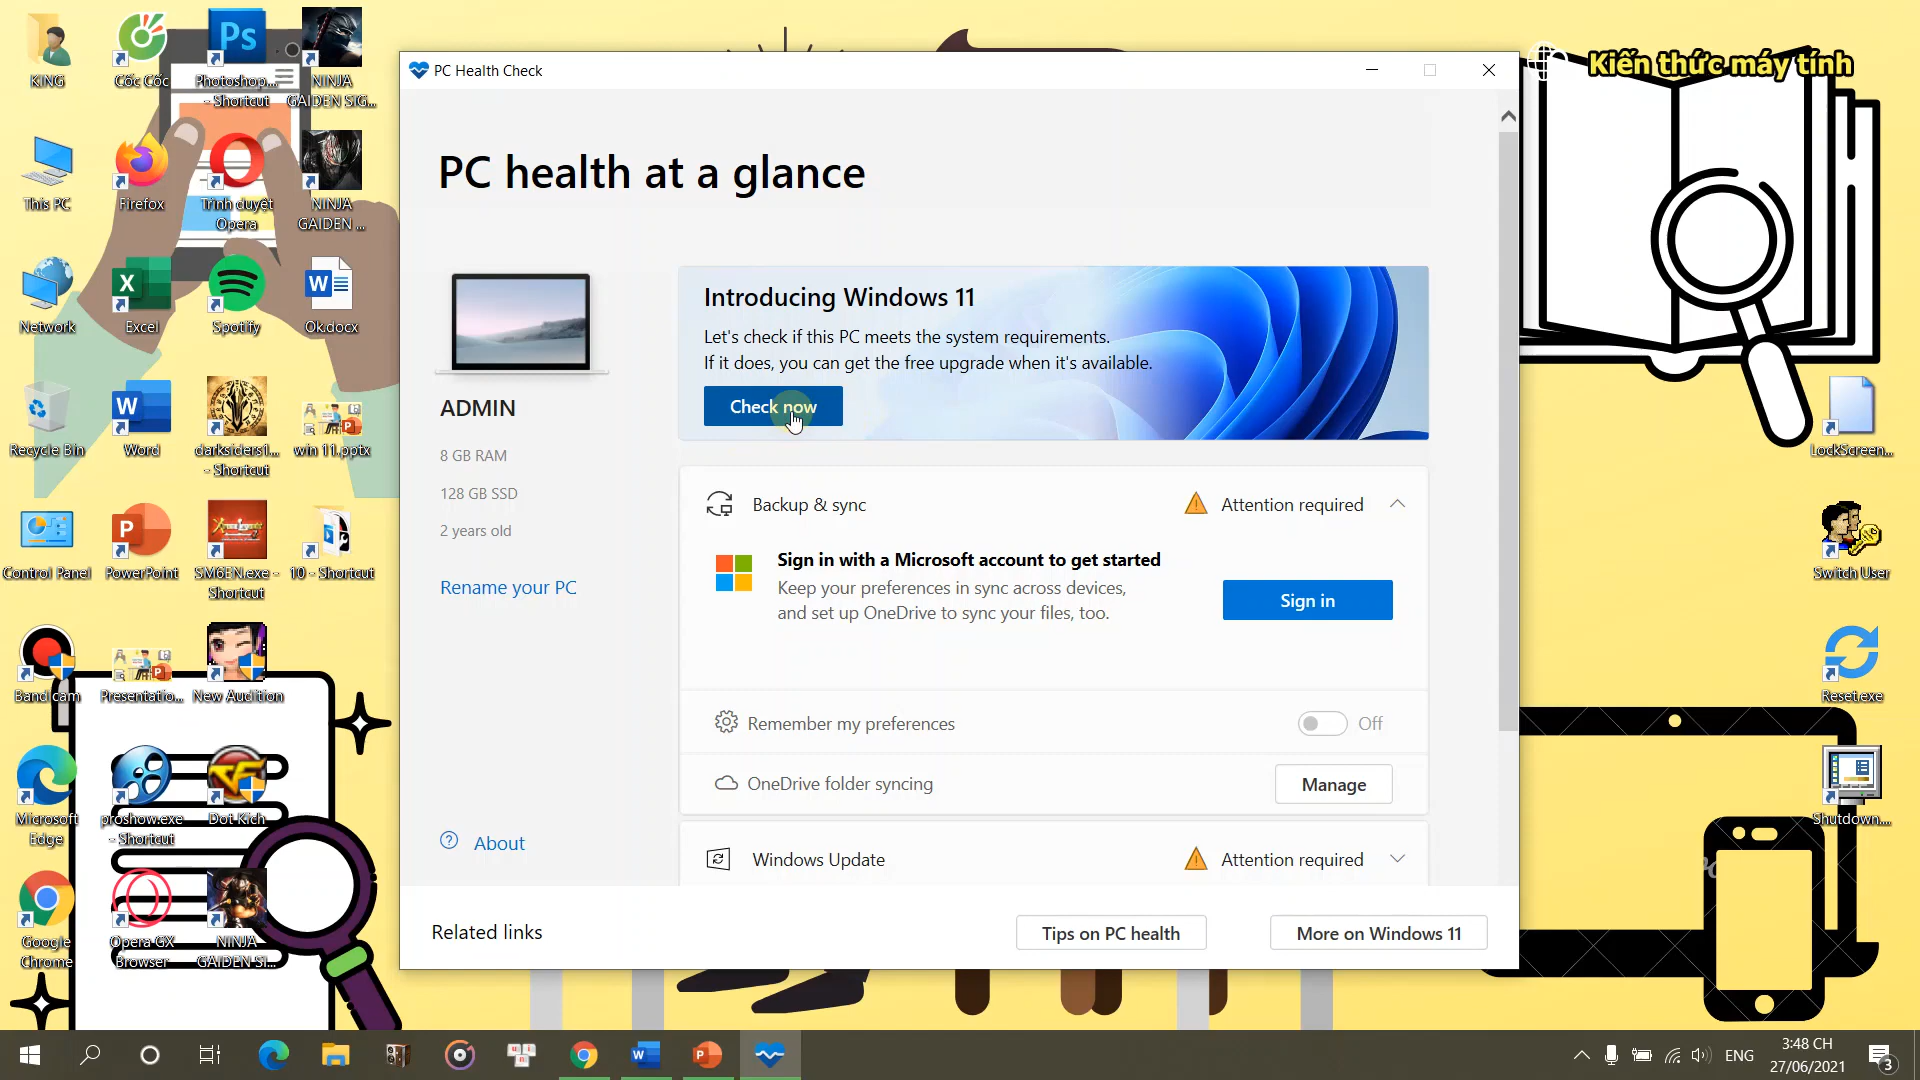 KING
Cốc Cốc
Photoshop...
- Shortcut
NINJA
GAIDEN SIG...
This PC
Firefox
Trình duyệt
Opera
NINJA
GAIDEN ...
Network
Excel
Spotify
Ok.docx
Recycle Bin
Word
darksiders1...
- Shortcut
win 11.pptx
Control Panel
PowerPoint
SM6EN.exe -
Shortcut
10 - Shortcut
Bandicam
Presentatio...
New Audition
Microsoft
Edge
proshow.exe
- Shortcut
Dot Kich
Google
Chrome
Opera GX
Browser
NINJA
GAIDEN SI...
PC Health Check
PC health at a glance
ADMIN
8 GB RAM
128 GB SSD
2 years old
Rename your PC
About
Introducing Windows 11
Let's check if this PC meets the system requirements.
If it does, you can get the free upgrade when it's available.
Check now
Backup & sync
Attention required
Sign in with a Microsoft account to get started
Keep your preferences in sync across devices,
and set up OneDrive to sync your files, too.
Sign in
Remember my preferences
Off
OneDrive folder syncing
Manage
Windows Update
Attention required
Related links
Tips on PC health
More on Windows 11
Kiến thức máy tính
LockScreen...
Switch User
Reset.exe
Shutdown....
ENG
3:48 CH
27/06/2021
3